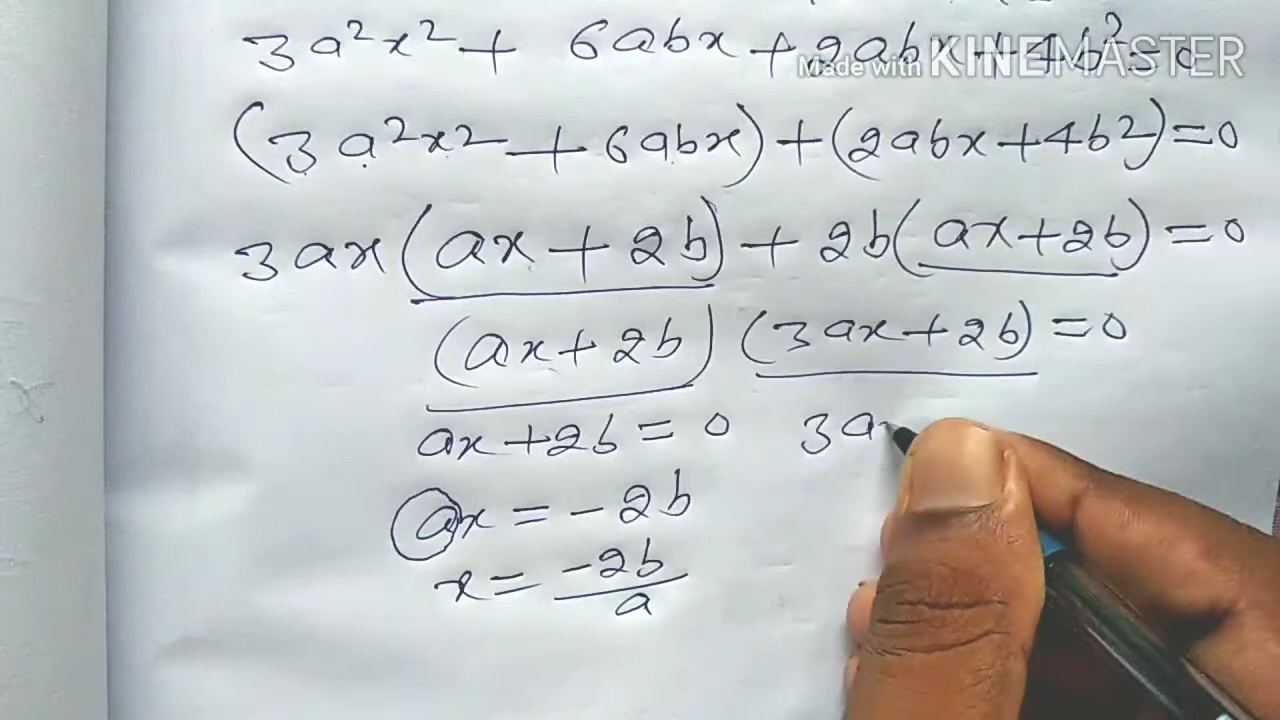 3a²x² + 6abx + 2abx + 4b² = 0
Made with KINEMASTER
(3a²x² + 6abx) + (2abx + 4b²) = 0
3ax (ax + 2b) + 2b (ax + 2b) = 0
(ax + 2b) (3ax + 2b) = 0
ax + 2b = 0 3a
ax = -2b
x = -2b/a